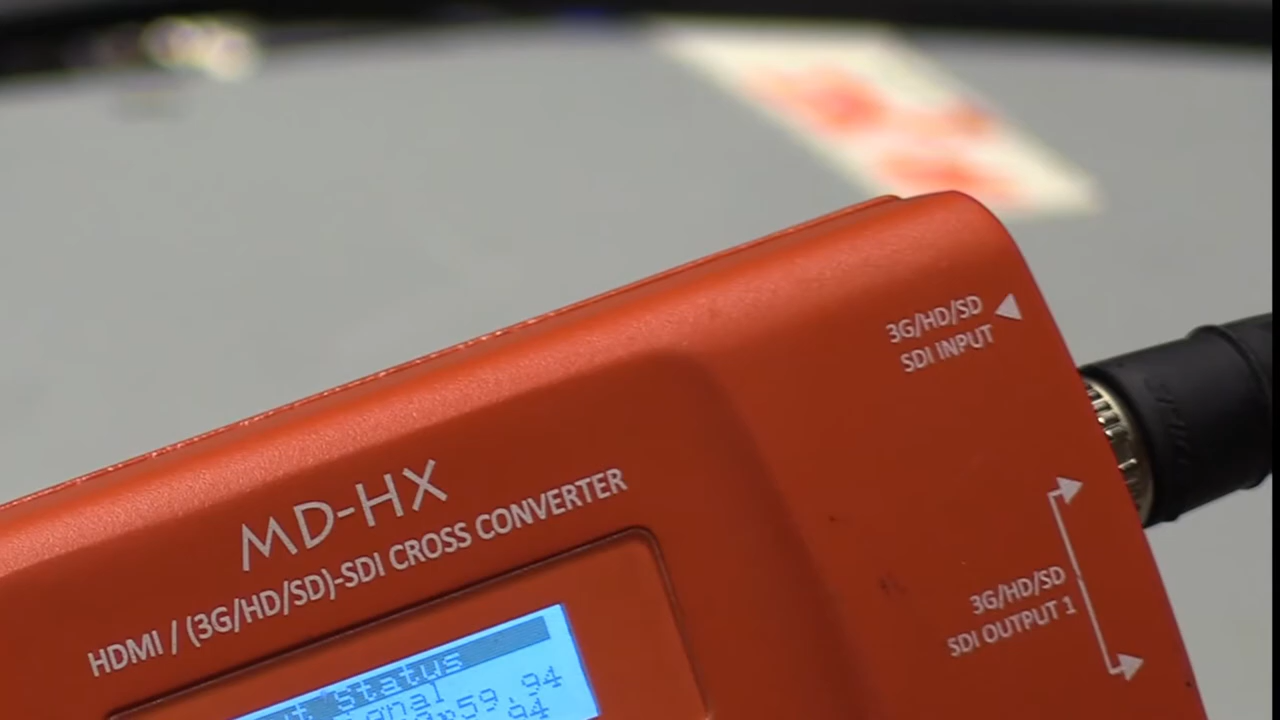 3G/HD/SD
SDI INPUT
MD-HX
HDMI / (3G/HD/SD)-SDI CROSS CONVERTER
3G/HD/SD
SDI OUTPUT 1
status
59.94
94